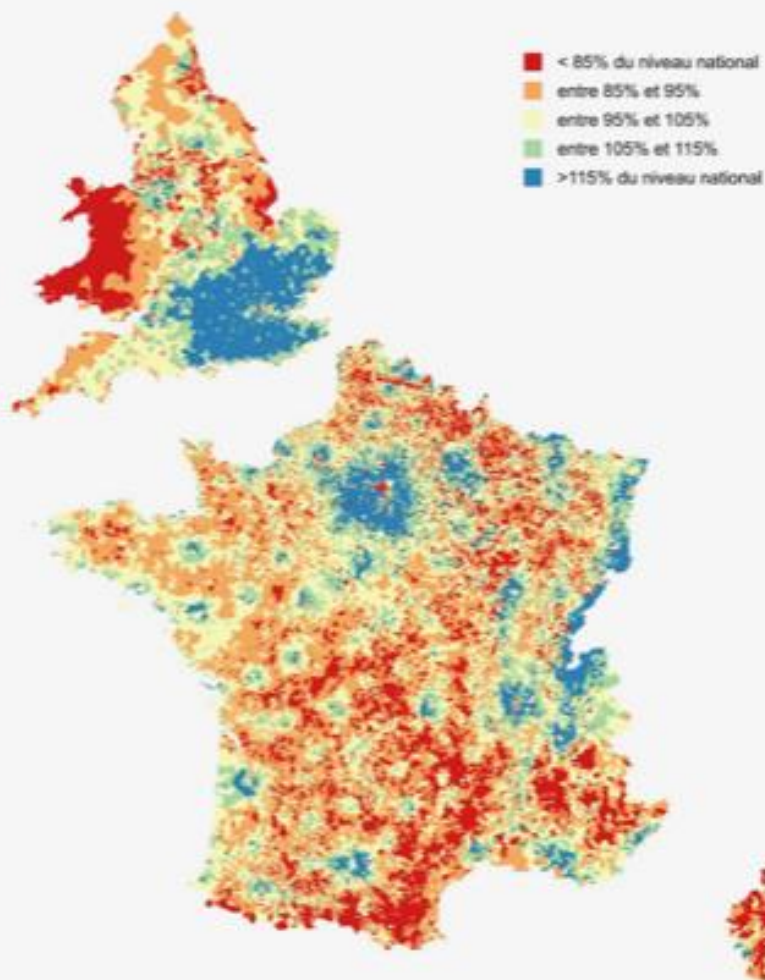 < 85% du niveau national
entre 85% et 95%
entre 95% et 105%
entre 105% et 115%
>115% du niveau national